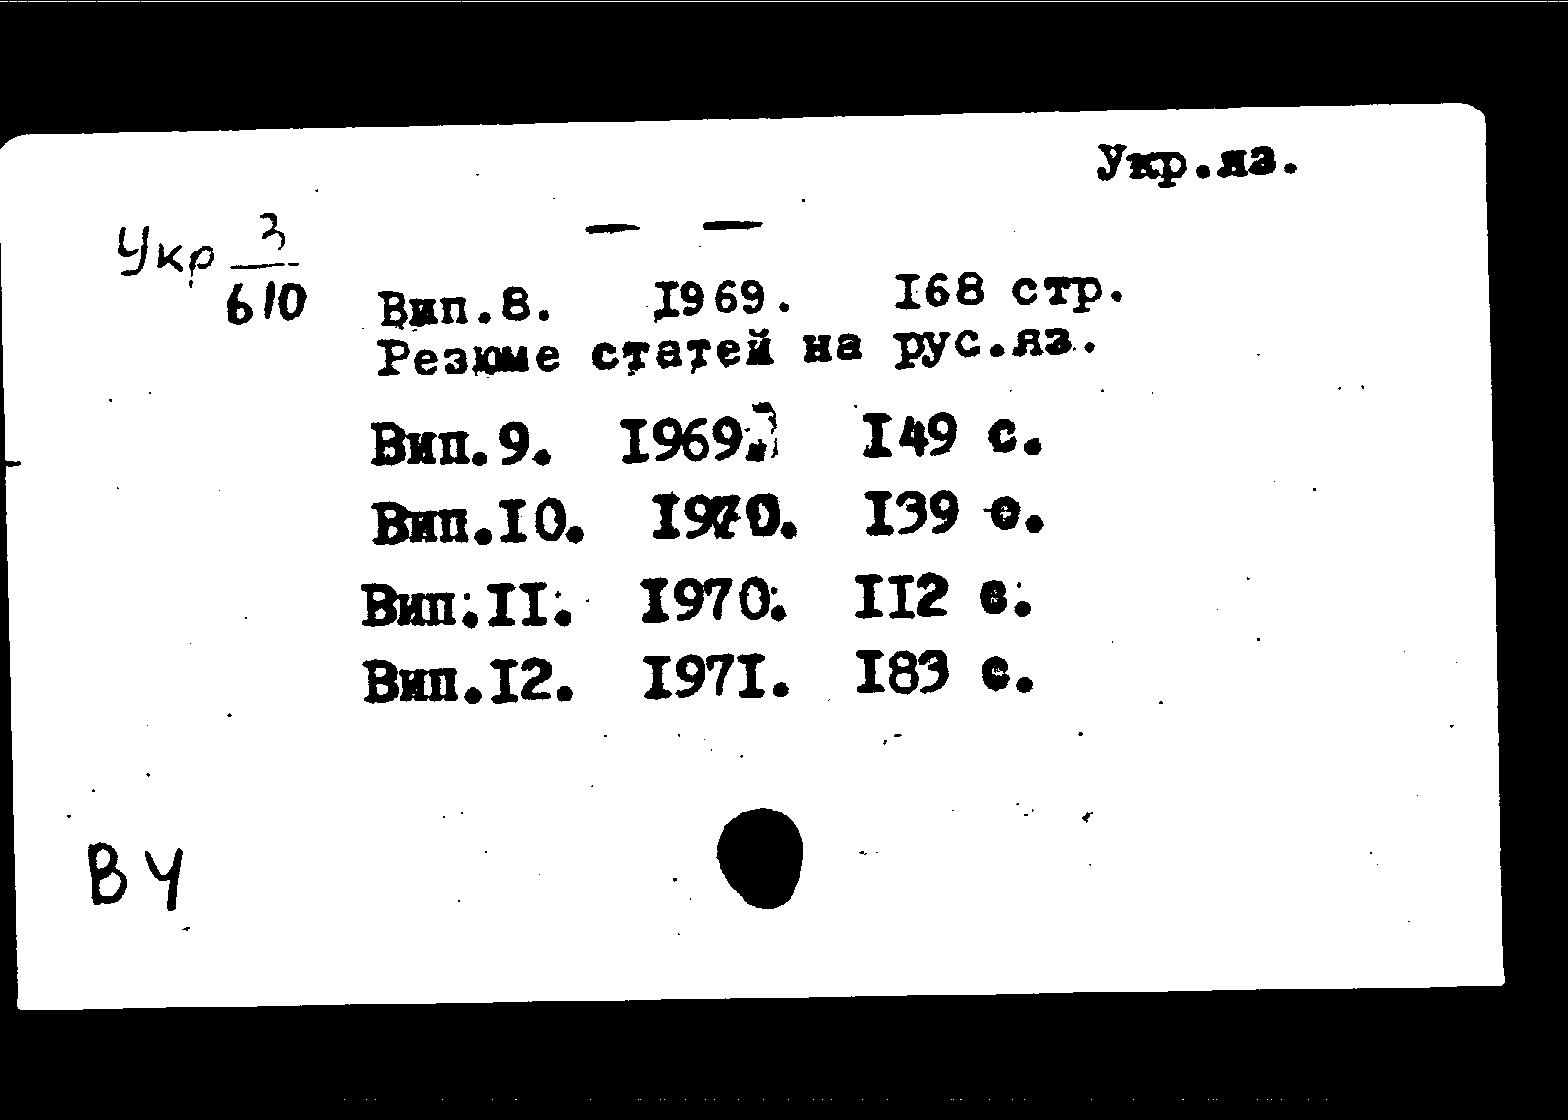 Укр.яз.
Укр 3/610
— —
Вип.8. 1969. 168 стр.
Резюме статей на рус.яз.
Вип.9. 1969. 149 с.
Вип.10. 1970. 139 с.
Вип.11. 1970. 112 с.
Вип.12. 1971. 183 с.
ВУ